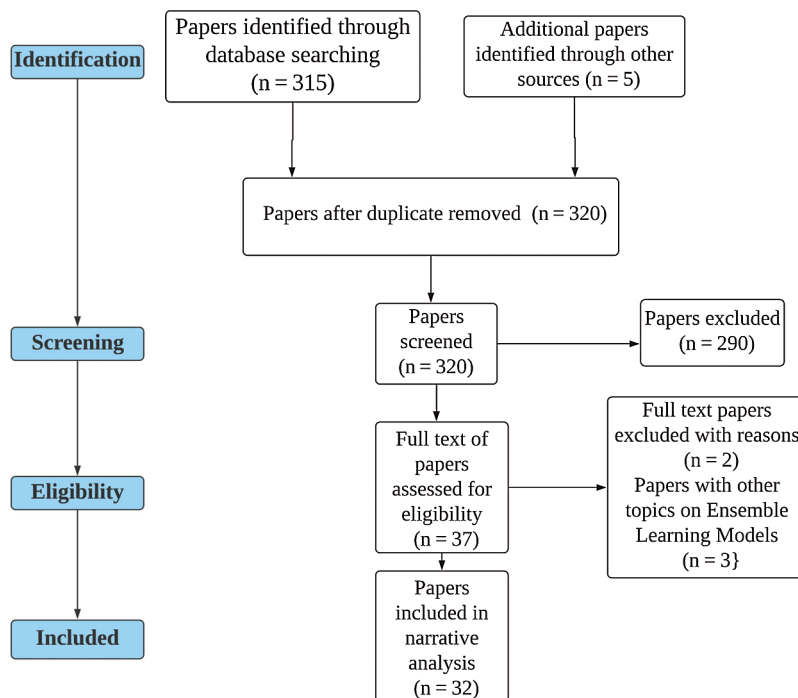 Identification
Papers identified through
database searching
(n = 315)
Additional papers
identified through other
sources (n = 5)
Papers after duplicate removed (n = 320)
Screening
Papers
screened
(n = 320)
Papers excluded
(n = 290)
Eligibility
Full text of
papers
assessed for
eligibility
(n = 37)
Full text papers
excluded with reasons
(n = 2)
Papers with other
topics on Ensemble
Learning Models
(n = 3}
Included
Papers
included in
narrative
analysis
(n = 32)